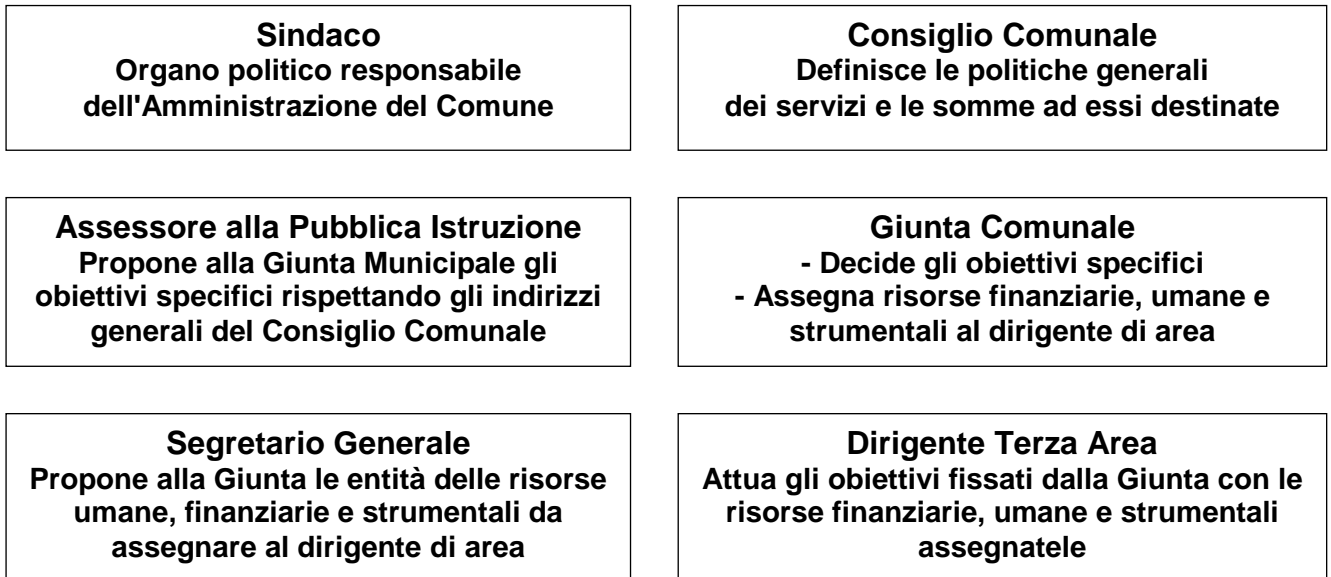 Sindaco
Organo politico responsabile
dell'Amministrazione del Comune
Consiglio Comunale
Definisce le politiche generali
dei servizi e le somme ad essi destinate
Assessore alla Pubblica Istruzione
Propone alla Giunta Municipale gli
obiettivi specifici rispettando gli indirizzi
generali del Consiglio Comunale
Giunta Comunale
- Decide gli obiettivi specifici
- Assegna risorse finanziarie, umane e
strumentali al dirigente di area
Segretario Generale
Propone alla Giunta le entità delle risorse
umane, finanziarie e strumentali da
assegnare al dirigente di area
Dirigente Terza Area
Attua gli obiettivi fissati dalla Giunta con le
risorse finanziarie, umane e strumentali
assegnatele